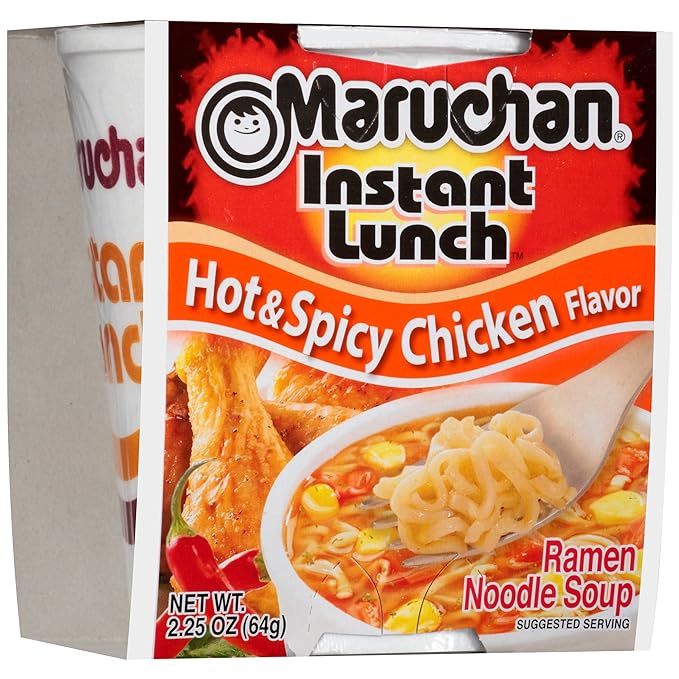 Maruchan®
Instant
Lunch™
Hot&Spicy Chicken Flavor
Ramen
Noodle Soup
SUGGESTED SERVING
NET WT.
2.25 OZ (64g)